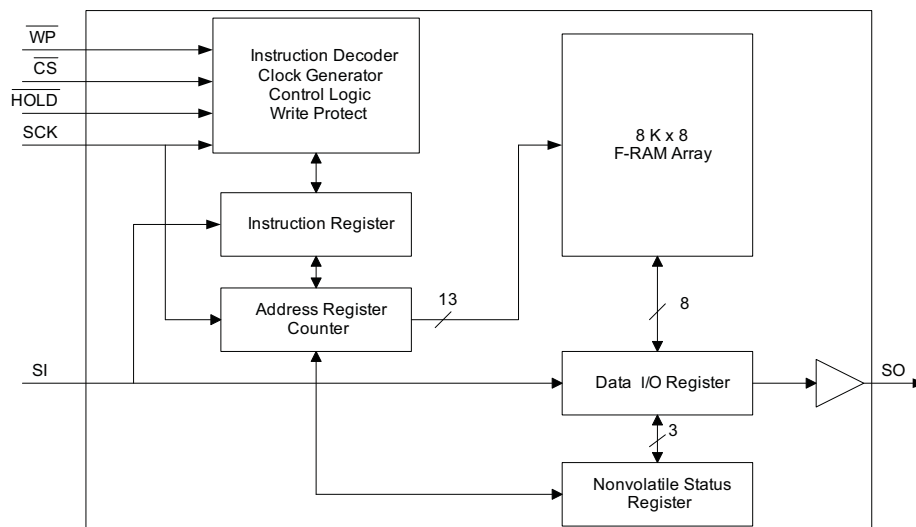 WP
CS
HOLD
SCK
Instruction Decoder
Clock Generator
Control Logic
Write Protect
8 K x 8
F-RAM Array
Instruction Register
Address Register
Counter
13
8
SI
Data I/O Register
SO
3
Nonvolatile Status
Register